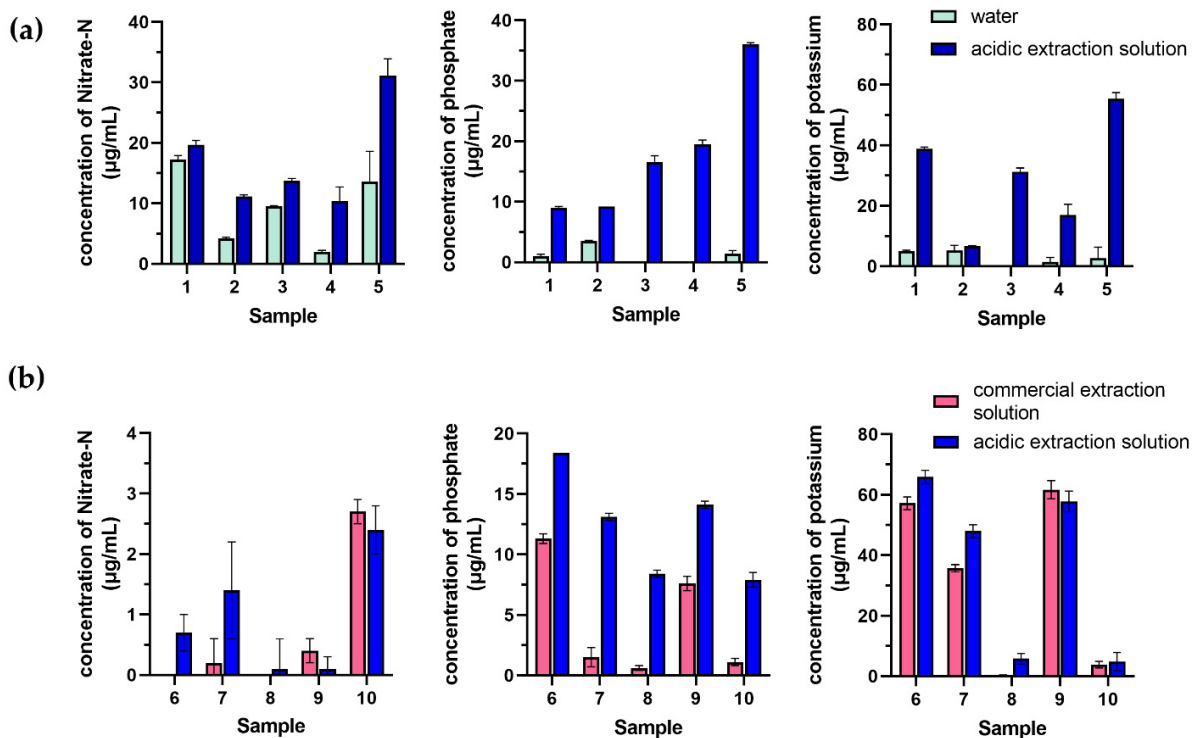 (a)
concentration of Nitrate-N
(µg/mL)
40
30
20
10
0
1 2 3 4 5
Sample
concentration of phosphate
(µg/mL)
40
30
20
10
0
1 2 3 4 5
Sample
concentration of potassium
(µg/mL)
80
60
40
20
0
1 2 3 4 5
Sample
water
acidic extraction solution
(b)
concentration of Nitrate-N
(µg/mL)
4
3
2
1
0
6 7 8 9 10
Sample
concentration of phosphate
(µg/mL)
20
15
10
5
0
6 7 8 9 10
Sample
concentration of potassium
(µg/mL)
80
60
40
20
0
6 7 8 9 10
Sample
commercial extraction
solution
acidic extraction solution